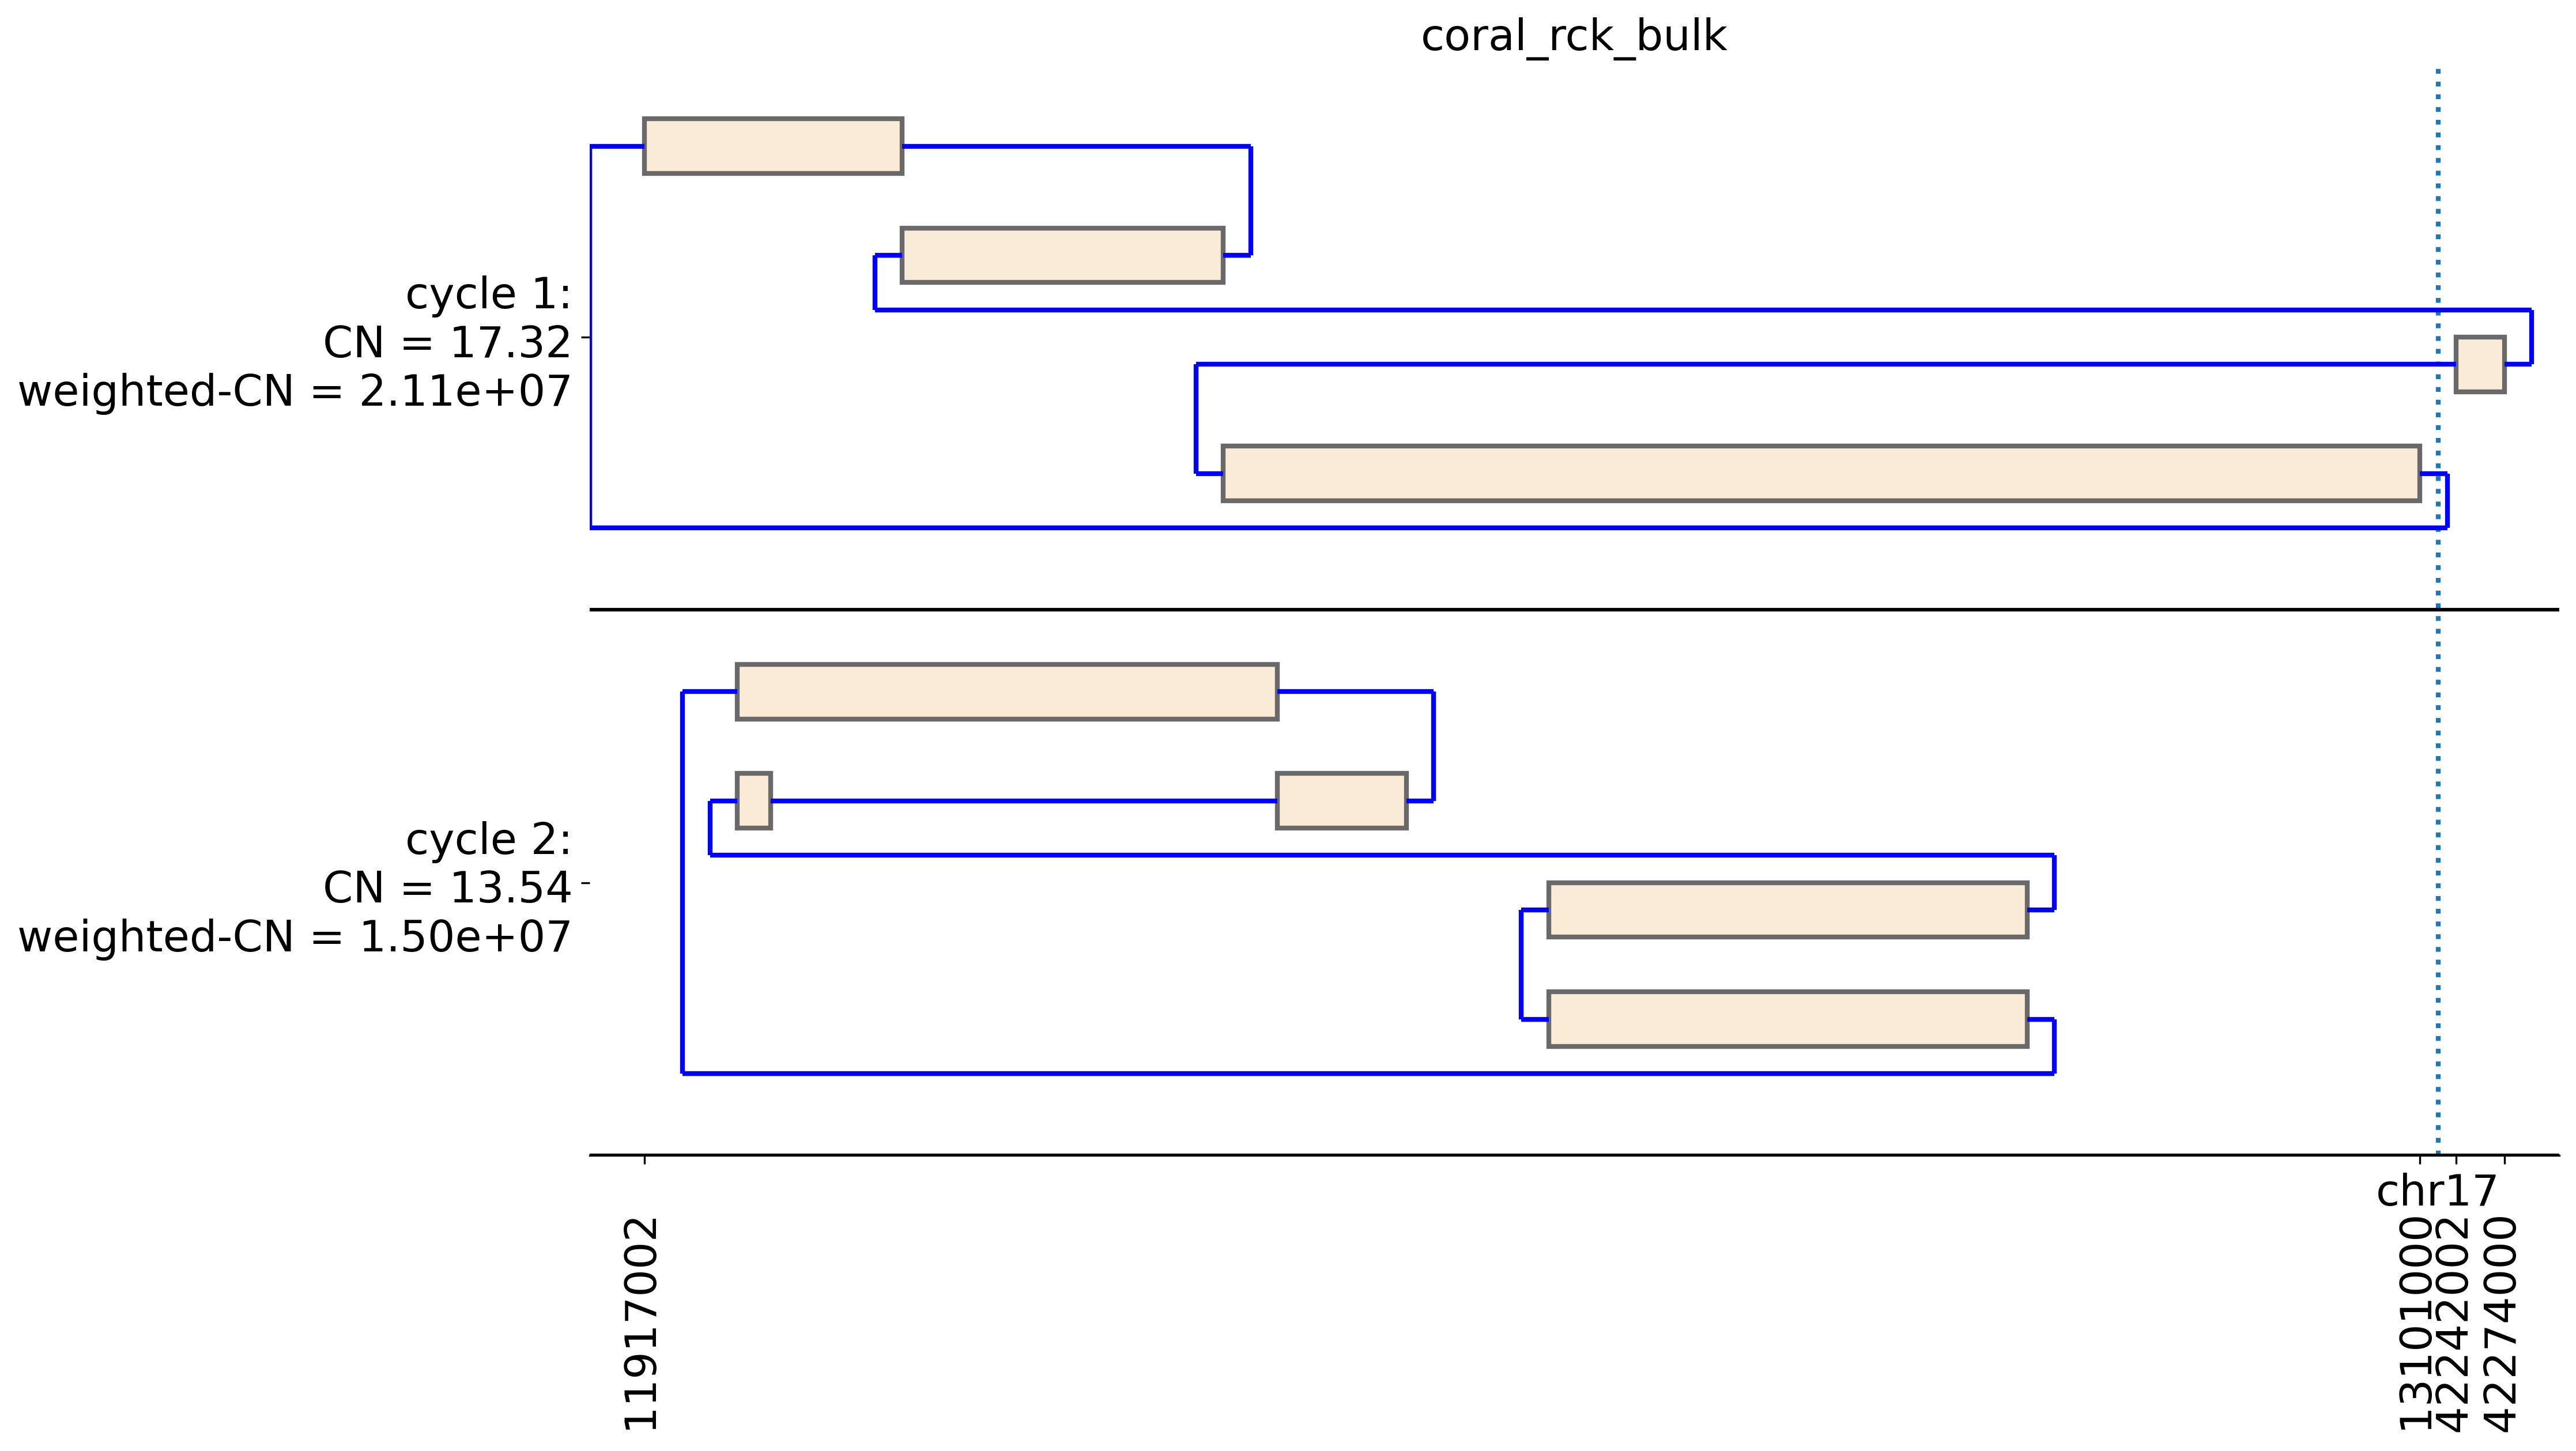 coral_rck_bulk
cycle 1:
CN = 17.32
weighted-CN = 2.11e+07
cycle 2:
CN = 13.54
weighted-CN = 1.50e+07
chr17
11917002
13101000
42242002
42274000